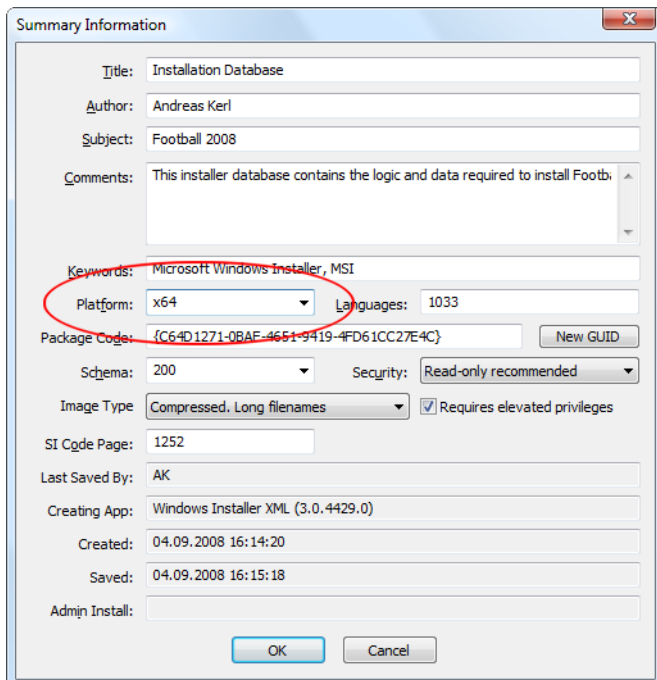 Summary Information
Title: Installation Database
Author: Andreas Kerl
Subject: Football 2008
Comments: This installer database contains the logic and data required to install Footba
Keywords: Microsoft Windows Installer, MSI
Platform: x64 Languages: 1033
Package Code: {C64D1271-0BAF-4651-9419-4FD61CC27E4C} New GUID
Schema: 200 Security: Read-only recommended
Image Type Compressed. Long filenames Requires elevated privileges
SI Code Page: 1252
Last Saved By: AK
Creating App: Windows Installer XML (3.0.4429.0)
Created: 04.09.2008 16:14:20
Saved: 04.09.2008 16:15:18
Admin Install:
OK Cancel